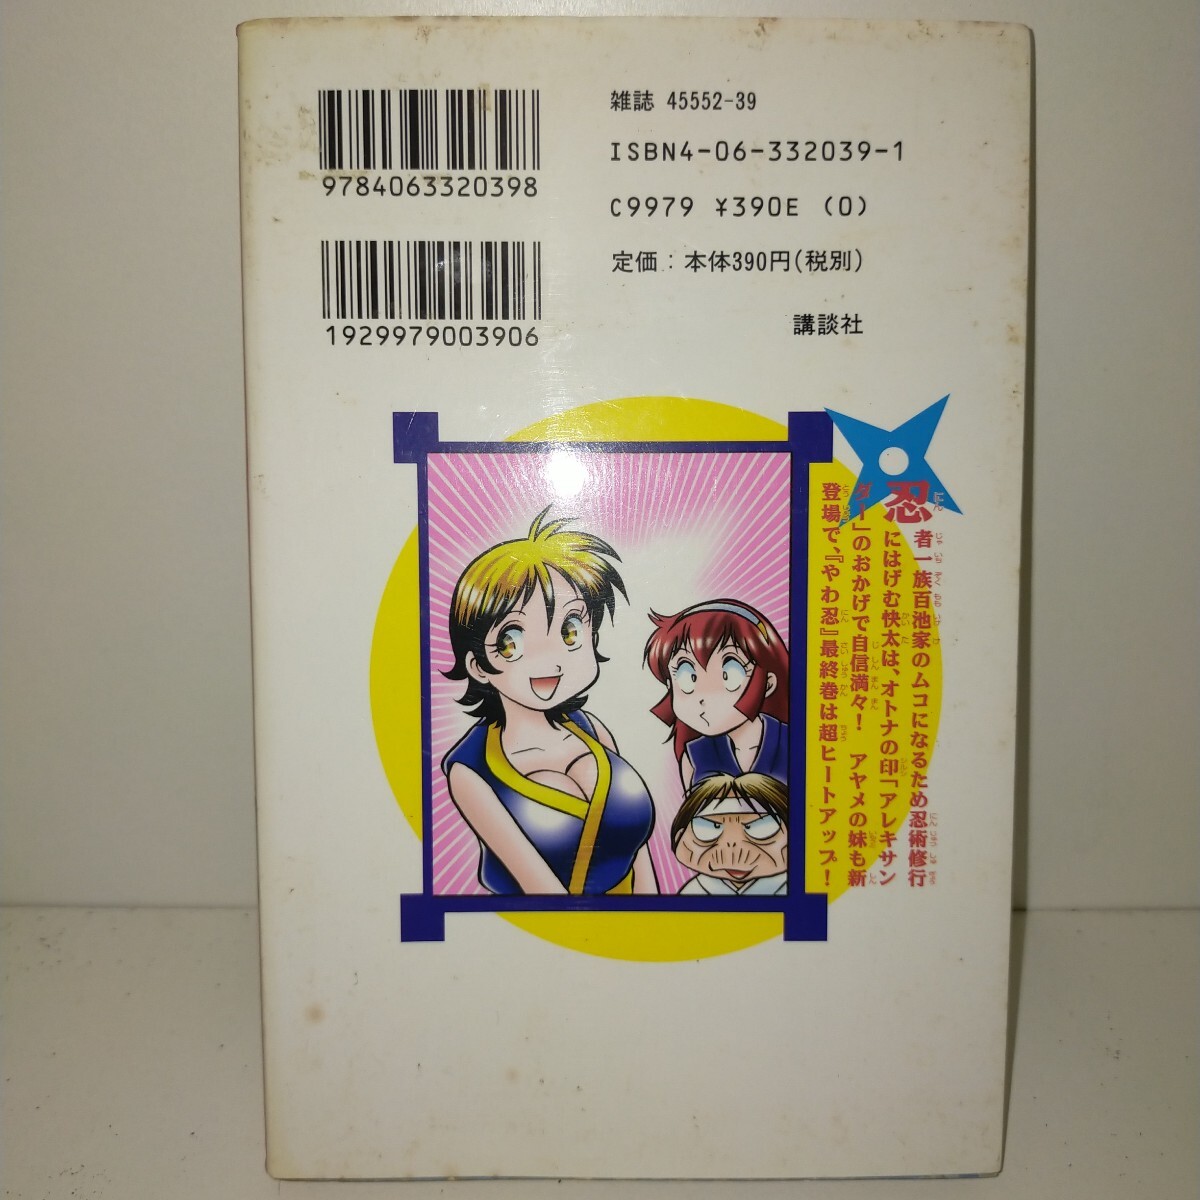 雑誌 45552-39
ISBN4-06-332039-1
C9979 ¥390E (0)
定価：本体390円(税別)
講談社
9784063320398
1929979003906
忍者一族百池家のムコになるため忍術修行
にはげむ快太は、オトナの印「アレキサン
ダー」のおかげで自信満々！ アヤメの妹も新
登場で、『やわ忍』最終巻は超ヒートアップ！